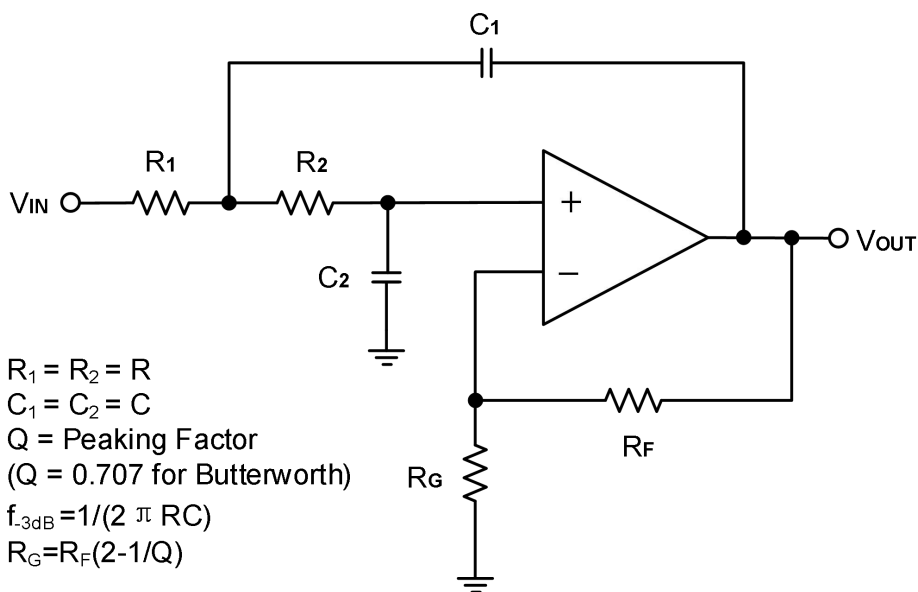 C1
R1
R2
VIN
+
C2
−
VOUT
R1 = R2 = R
C1 = C2 = C
Q = Peaking Factor
(Q = 0.707 for Butterworth)
f-3dB =1/(2 π RC)
RG=RF(2-1/Q)
RF
RG